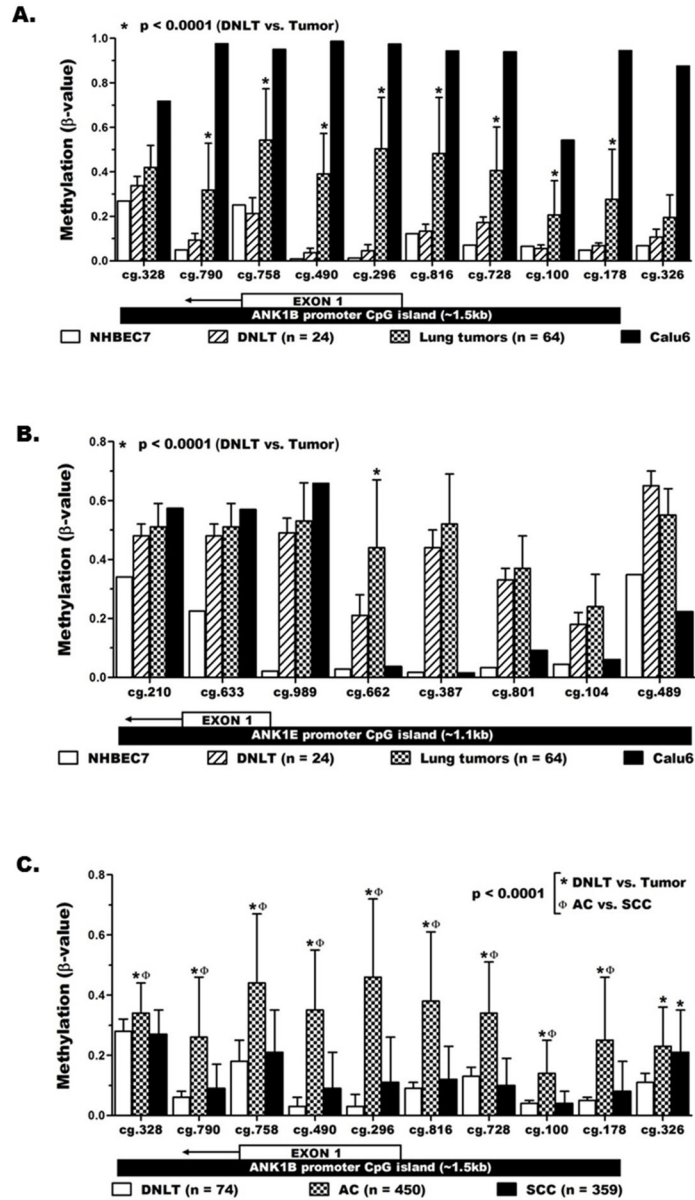 A.
* p < 0.0001 (DNLT vs. Tumor)
Methylation (β-value)
1.0
0.8
0.6
0.4
0.2
0.0
* * * * * * * * *
cg.328 cg.790 cg.758 cg.490 cg.296 cg.816 cg.728 cg.100 cg.178 cg.326
EXON 1
ANK1B promoter CpG island (~1.5kb)
NHBEC7 DNLT (n = 24) Lung tumors (n = 64) Calu6
B.
* p < 0.0001 (DNLT vs. Tumor)
Methylation (β-value)
0.8
0.6
0.4
0.2
0.0
*
cg.210 cg.633 cg.989 cg.662 cg.387 cg.801 cg.104 cg.489
EXON 1
ANK1E promoter CpG island (~1.1kb)
NHBEC7 DNLT (n = 24) Lung tumors (n = 64) Calu6
C.
p < 0.0001
* DNLT vs. Tumor
Φ AC vs. SCC
Methylation (β-value)
0.8
0.6
0.4
0.2
0.0
*Φ *Φ *Φ *Φ *Φ *Φ *Φ *Φ *Φ * *
cg.328 cg.790 cg.758 cg.490 cg.296 cg.816 cg.728 cg.100 cg.178 cg.326
EXON 1
ANK1B promoter CpG island (~1.5kb)
DNLT (n = 74) AC (n = 450) SCC (n = 359)